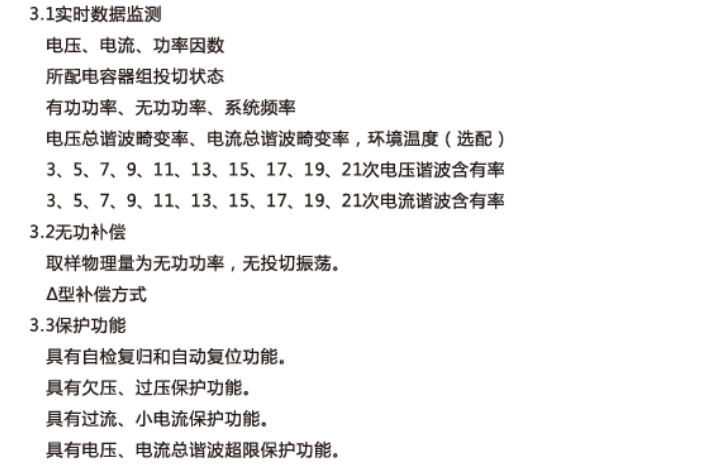 3.1实时数据监测
电压、电流、功率因数
所配电容器组投切状态
有功功率、无功功率、系统频率
电压总谐波畸变率、电流总谐波畸变率，环境温度（选配）
3、5、7、9、11、13、15、17、19、21次电压谐波含有率
3、5、7、9、11、13、15、17、19、21次电流谐波含有率
3.2无功补偿
取样物理量为无功功率，无投切振荡。
Δ型补偿方式
3.3保护功能
具有自检复归和自动复位功能。
具有欠压、过压保护功能。
具有过流、小电流保护功能。
具有电压、电流总谐波超限保护功能。